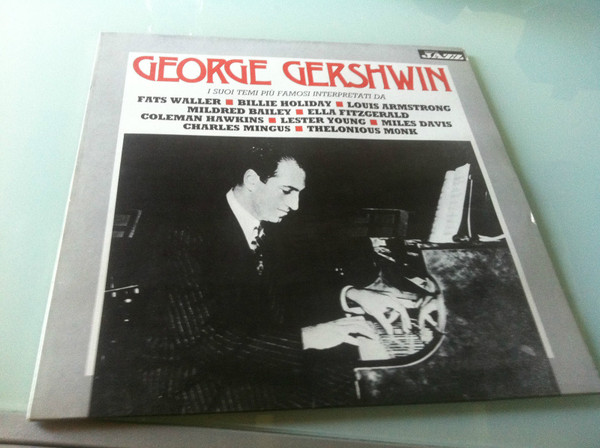 JAZZ
GEORGE GERSHWIN
I SUOI TEMI PIÙ FAMOSI INTERPRETATI DA
FATS WALLER ■ BILLIE HOLIDAY ■ LOUIS ARMSTRONG
MILDRED BAILEY ■ ELLA FITZGERALD
COLEMAN HAWKINS ■ LESTER YOUNG ■ MILES DAVIS
CHARLES MINGUS ■ THELONIOUS MONK